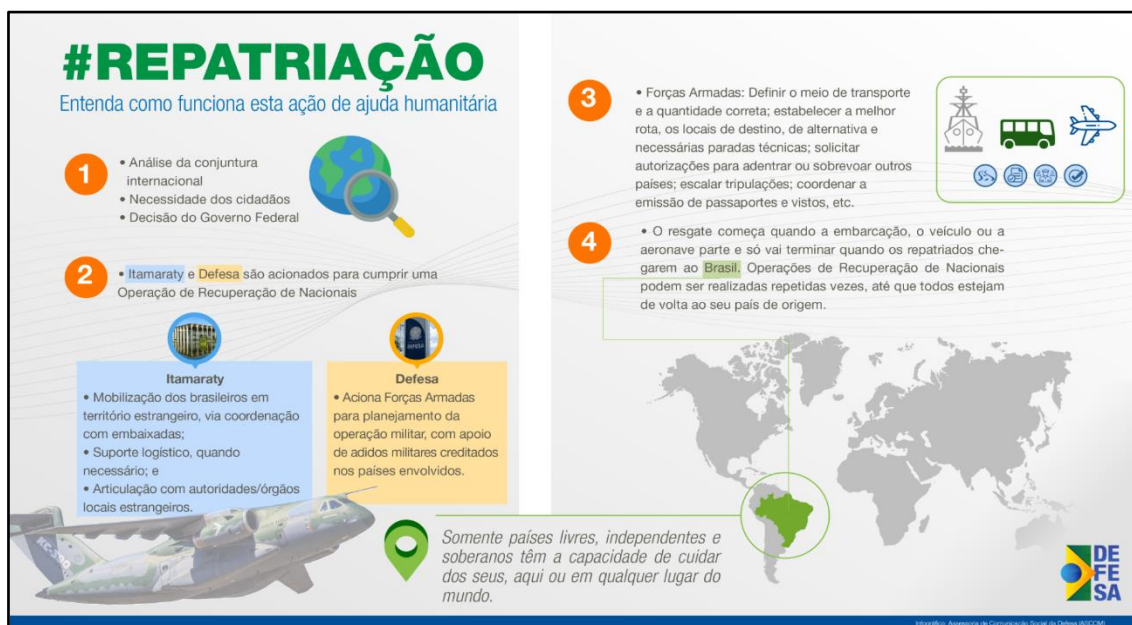 #REPATRIAÇÃO
Entenda como funciona esta ação de ajuda humanitária
1
• Análise da conjuntura
internacional
• Necessidade dos cidadãos
• Decisão do Governo Federal
2
• Itamaraty e Defesa são acionados para cumprir uma
Operação de Recuperação de Nacionais
Itamaraty
• Mobilização dos brasileiros em
território estrangeiro, via coordenação
com embaixadas;
• Suporte logístico, quando
necessário; e
• Articulação com autoridades/órgãos
locais estrangeiros.
Defesa
• Aciona Forças Armadas
para planejamento da
operação militar, com apoio
de adidos militares creditados
nos países envolvidos.
KC-390
3
• Forças Armadas: Definir o meio de transporte
e a quantidade correta; estabelecer a melhor
rota, os locais de destino, de alternativa e
necessárias paradas técnicas; solicitar
autorizações para adentrar ou sobrevoar outros
países; escalar tripulações; coordenar a
emissão de passaportes e vistos, etc.
4
• O resgate começa quando a embarcação, o veículo ou a
aeronave parte e só vai terminar quando os repatriados che-
garem ao Brasil. Operações de Recuperação de Nacionais
podem ser realizadas repetidas vezes, até que todos estejam
de volta ao seu país de origem.
Somente países livres, independentes e
soberanos têm a capacidade de cuidar
dos seus, aqui ou em qualquer lugar do
mundo.
DE
FE
SA
Infográfico: Assessoria de Comunicação Social da Defesa (ASCOM)